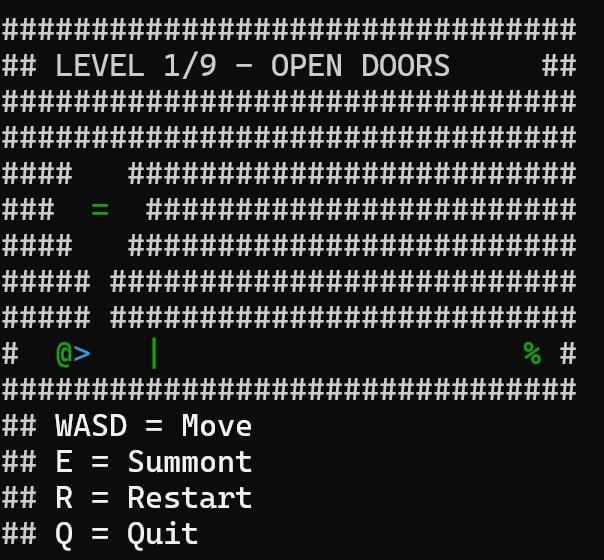 ################################
## LEVEL 1/9 - OPEN DOORS     ##
################################
################################
####   #########################
###  =  ########################
####   #########################
##### ##########################
##### ##########################
#  @>   |                    % #
################################
## WASD = Move
## E = Summont
## R = Restart
## Q = Quit